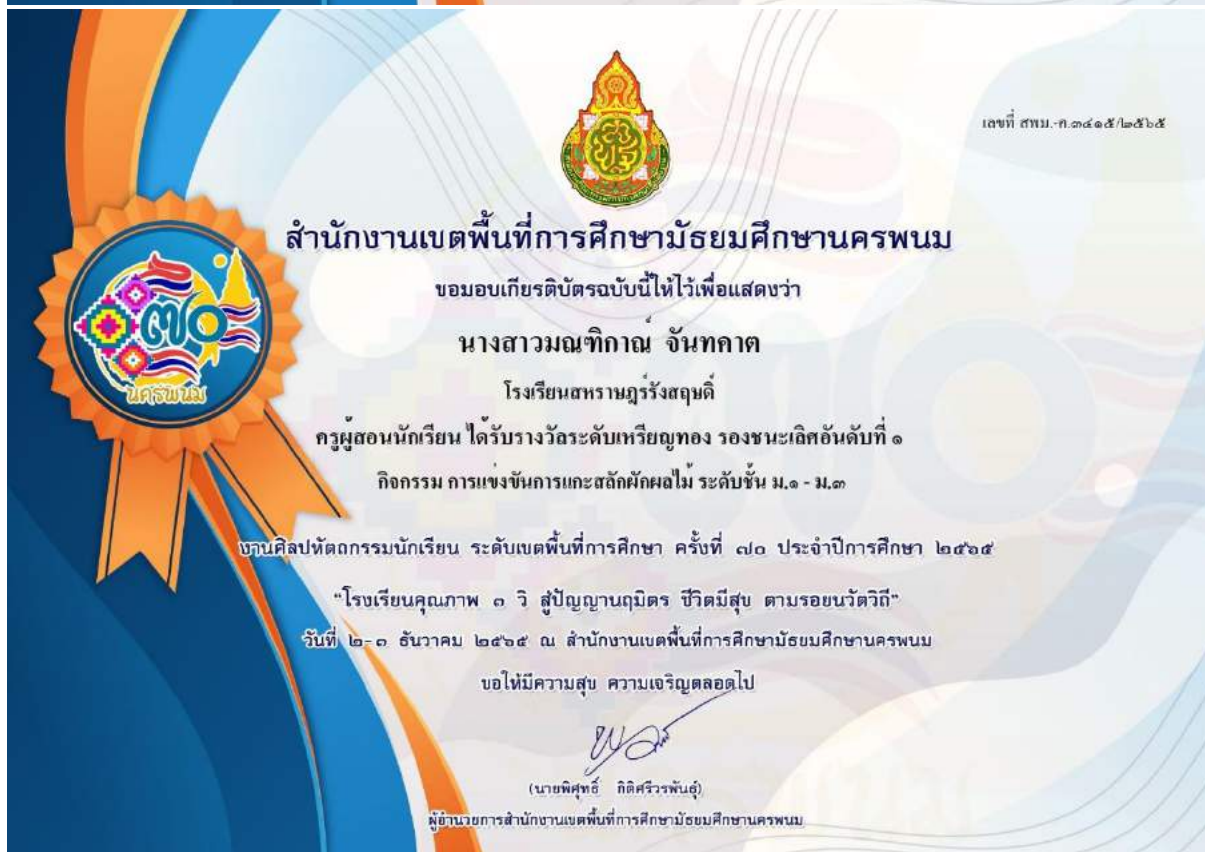 เลขที่ สพม.-ค.๓๔๑๕/๒๕๖๕
สำนักงานเขตพื้นที่การศึกษามัธยมศึกษานครพนม
ขอมอบเกียรติบัตรฉบับนี้ให้ไว้เพื่อแสดงว่า
นางสาวมณฑิกาณ์ จันทคาต
โรงเรียนสหราษฎร์รังสฤษดิ์
ครูผู้สอนนักเรียน ได้รับรางวัลระดับเหรียญทอง รองชนะเลิศอันดับที่ ๑
กิจกรรม การแข่งขันการแกะสลักผักผลไม้ ระดับชั้น ม.๑ - ม.๓
งานศิลปหัตถกรรมนักเรียน ระดับเขตพื้นที่การศึกษา ครั้งที่ ๗๐ ประจำปีการศึกษา ๒๕๖๕
"โรงเรียนคุณภาพ ๓ วิ สู่ปัญญานฤมิตร ชีวิตมีสุข ตามรอยนวัตวิถี"
วันที่ ๒-๓ ธันวาคม ๒๕๖๕ ณ สำนักงานเขตพื้นที่การศึกษามัธยมศึกษานครพนม
ขอให้มีความสุข ความเจริญตลอดไป
(นายพิศุทธิ์ กิติศรีวรพันธุ์)
ผู้อำนวยการสำนักงานเขตพื้นที่การศึกษามัธยมศึกษานครพนม
๗๐
นครพนม